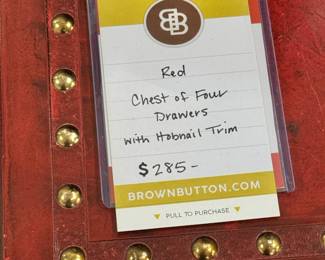 BB
Red
Chest of Four
Drawers
with Hobnail Trim
$285-
BROWNBUTTON.COM
PULL TO PURCHASE